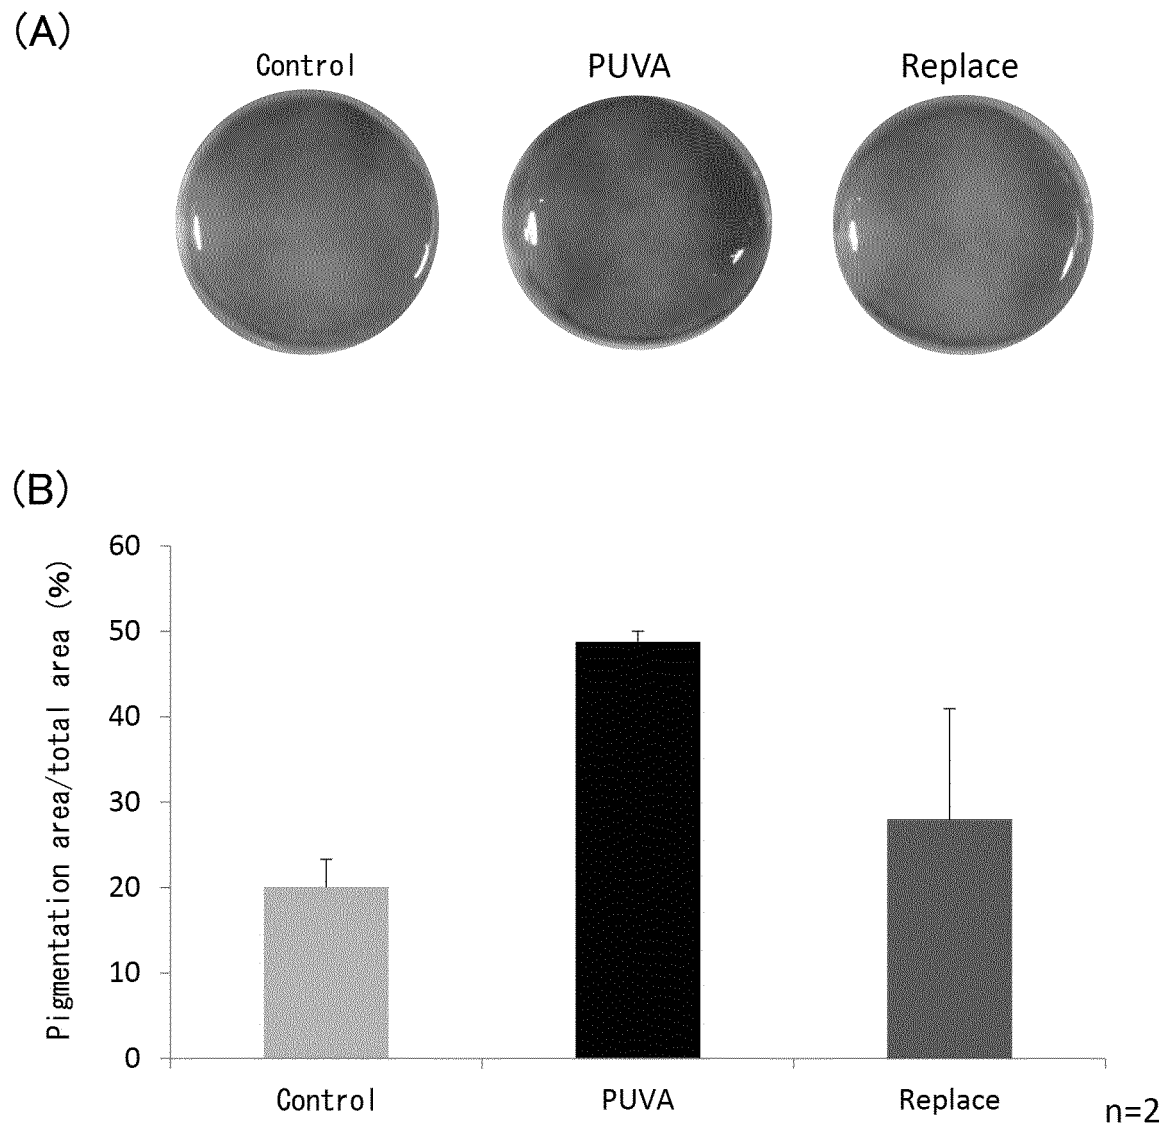 (A)
Control PUVA Replace
(B)
Pigmentation area/total area (%)
60
50
40
30
20
10
0
Control PUVA Replace
n=2